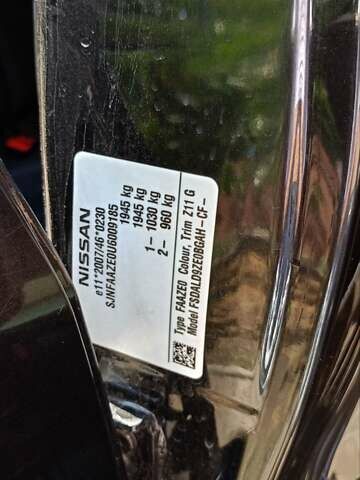 NISSAN
e11*2007/46*0230
SJNFAAZE0U6009185
1945 kg
1945 kg
1- 1030 kg
2- 960 kg
Type FAAZE0 Colour, Trim Z11 G
Model FSDALD9ZE0BGAH-CF-